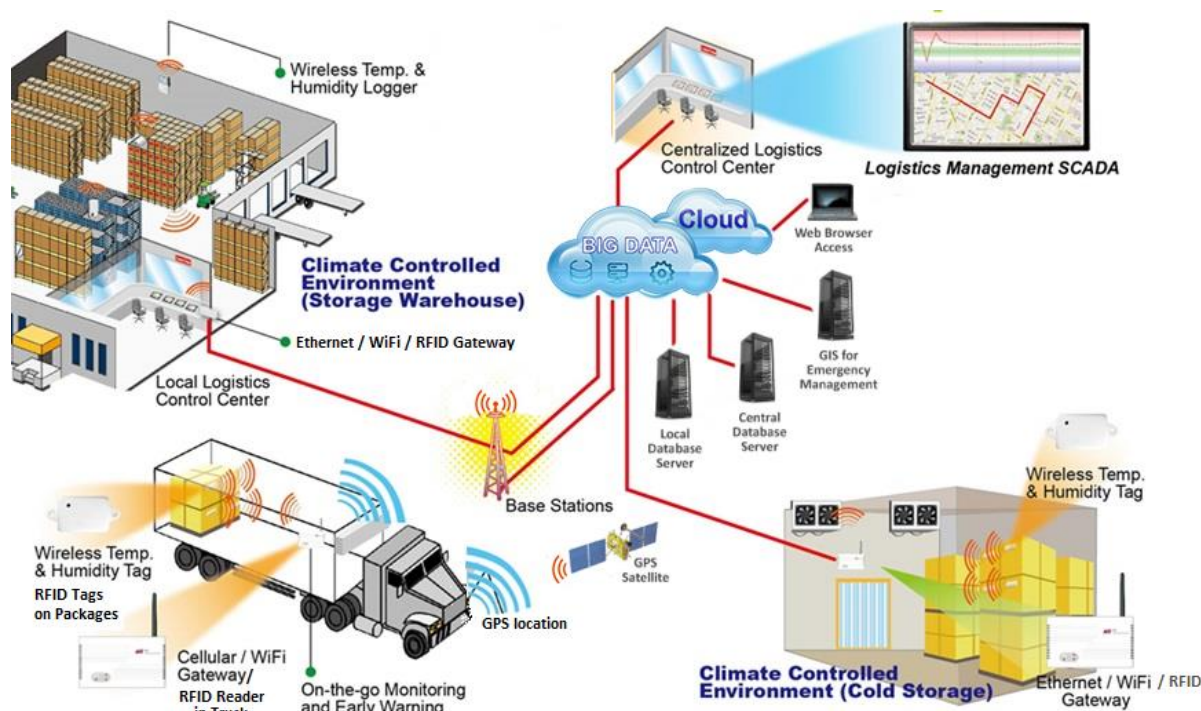 Wireless Temp. &
Humidity Logger
Centralized Logistics
Control Center
Logistics Management SCADA
Cloud
BIG DATA
Web Browser
Access
Climate Controlled
Environment
(Storage Warehouse)
Ethernet / WiFi / RFID Gateway
GIS for
Emergency
Management
Local Logistics
Control Center
Central
Database
Server
Local
Database
Server
Base Stations
Wireless Temp.
& Humidity Tag
GPS
Satellite
Wireless Temp.
& Humidity Tag
RFID Tags
on Packages
GPS location
Cellular / WiFi
Gateway/
RFID Reader
in Truck
On-the-go Monitoring
and Early Warning
Climate Controlled
Environment (Cold Storage)
Ethernet / WiFi / RFID
Gateway